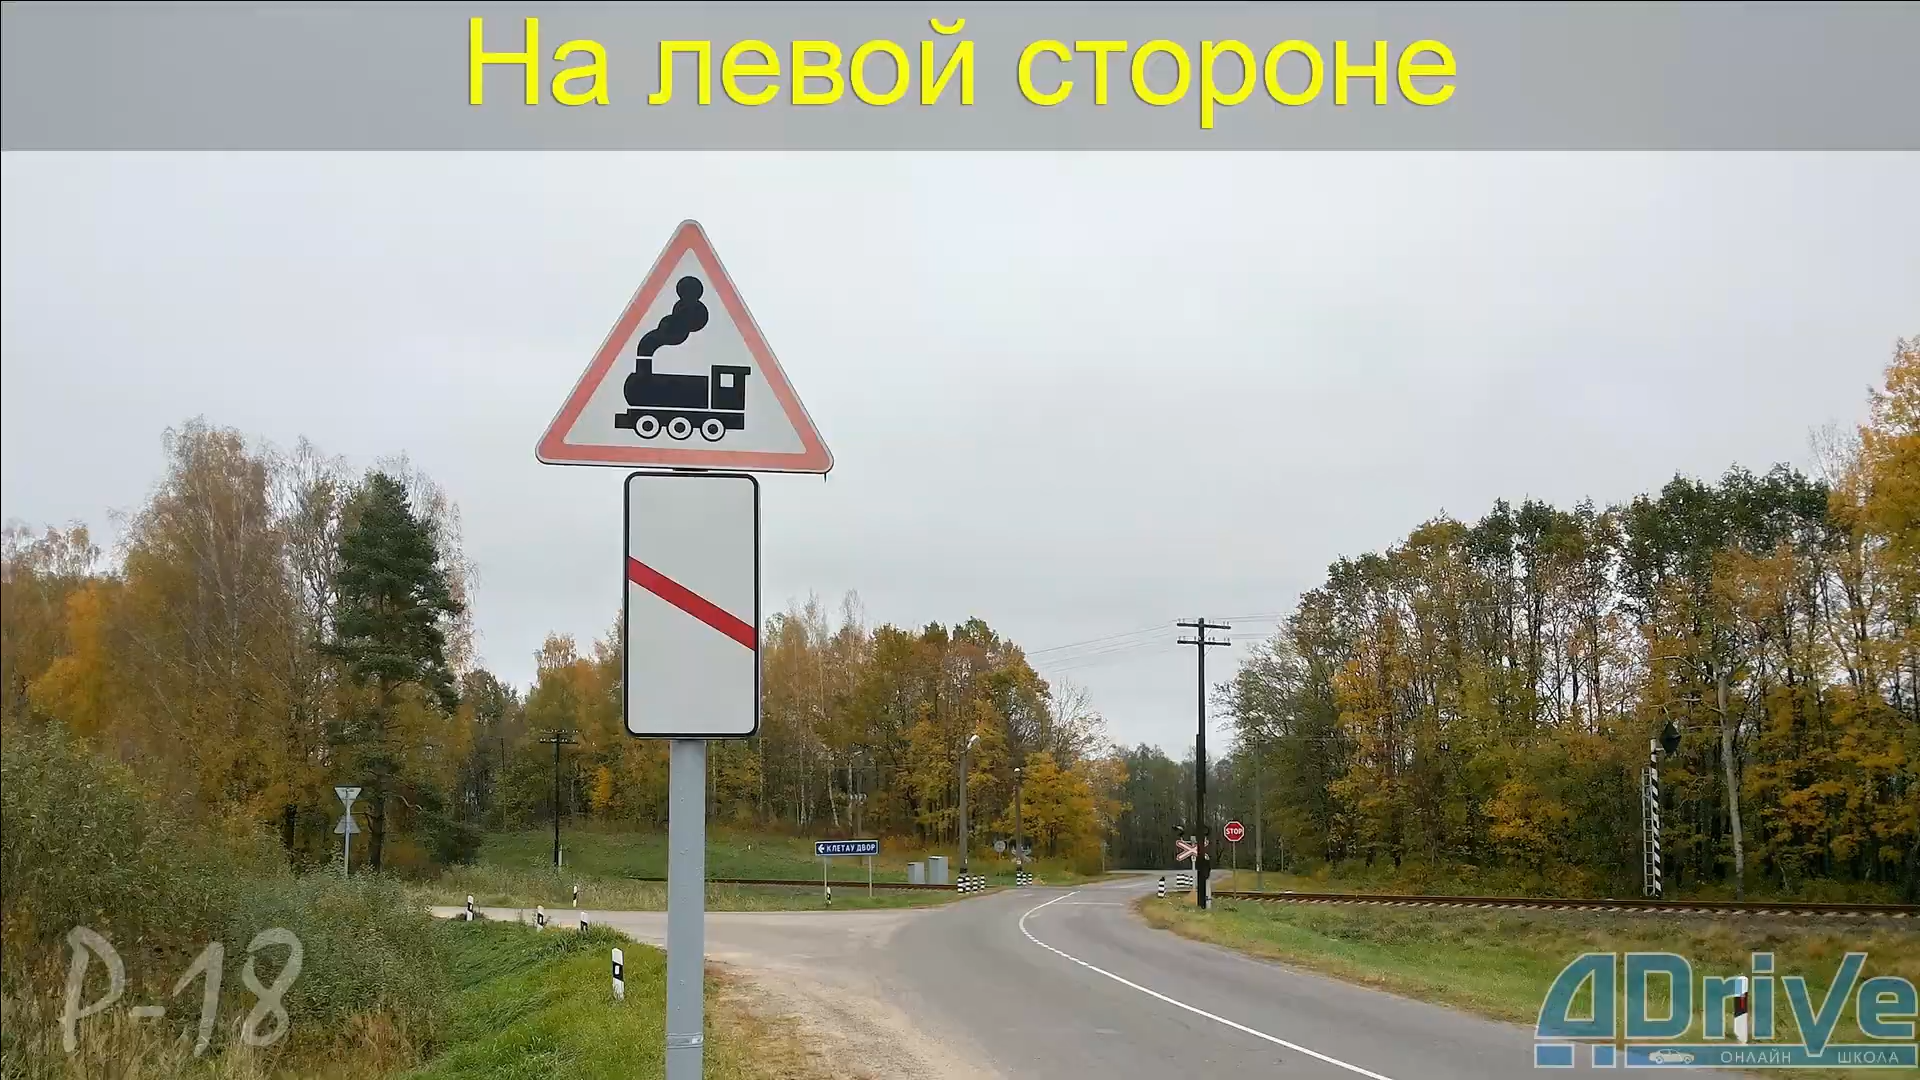 На левой стороне
КЛЕТАУ ДВОР
STOP
P-18
4Drive
ОНЛАЙН ШКОЛА